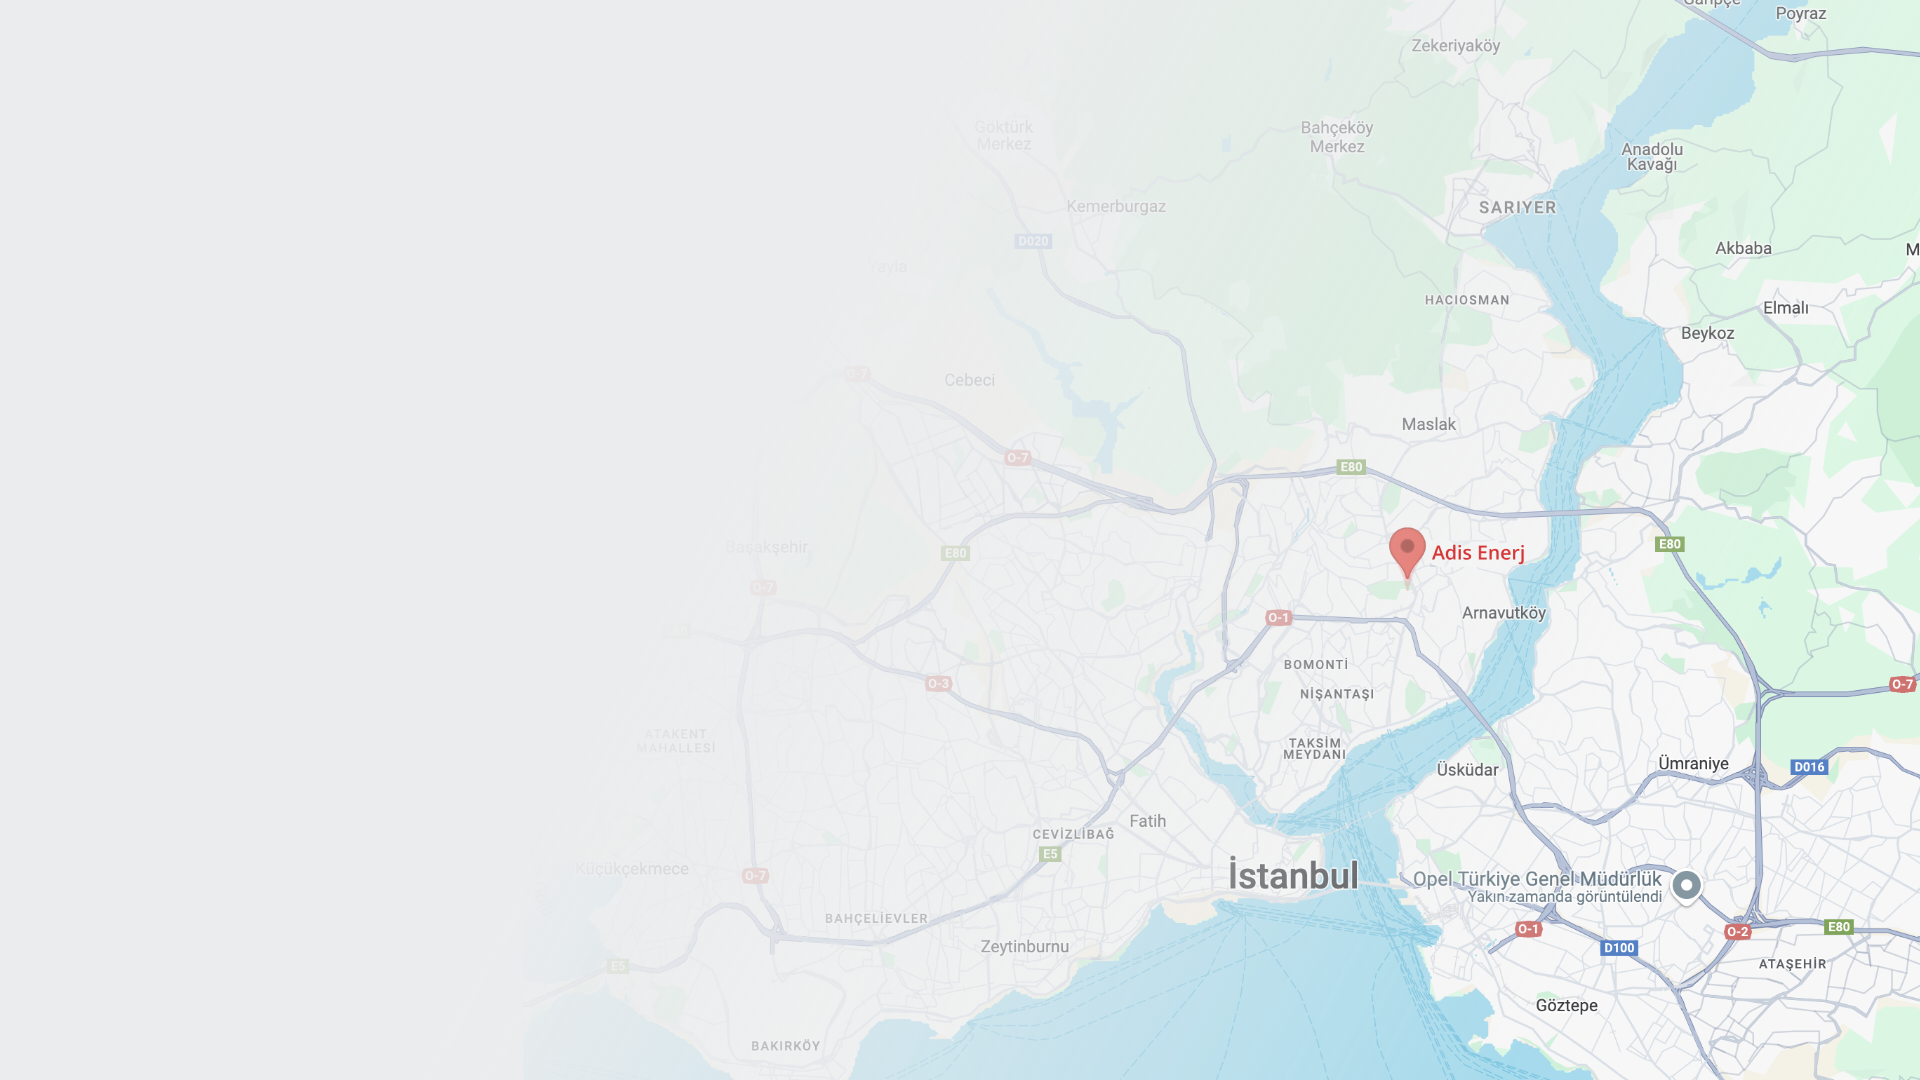 Garipçe
Poyraz
Zekeriyaköy
Göktürk
Merkez
Bahçeköy
Merkez
Anadolu
Kavağı
Kemerburgaz
SARIYER
D020
Akbaba
M
HACIOSMAN
Elmalı
Beykoz
O-7
Cebeci
Maslak
O-7
E80
Başakşehir
E80
Adis Enerj
E80
O-7
O-1
Arnavutköy
BOMONTİ
O-3
NİŞANTAŞI
O-7
ATAKENT
MAHALLESİ
TAKSİM
MEYDANI
Üsküdar
Ümraniye
D016
Fatih
CEVİZLİBAĞ
E5
Küçükçekmece
O-7
İstanbul
Opel Türkiye Genel Müdürlük
Yakın zamanda görüntülendi
BAHÇELİEVLER
O-1
O-2
E80
Zeytinburnu
D100
E5
ATAŞEHİR
Göztepe
BAKIRKÖY